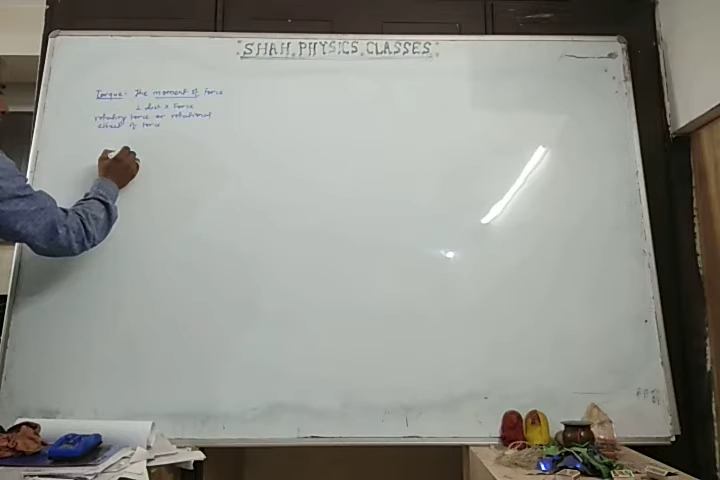 SHAH PHYSICS CLASSES
Torque:- The moment of force
⊥ dist x Force
rotating force or rotational
effect of force